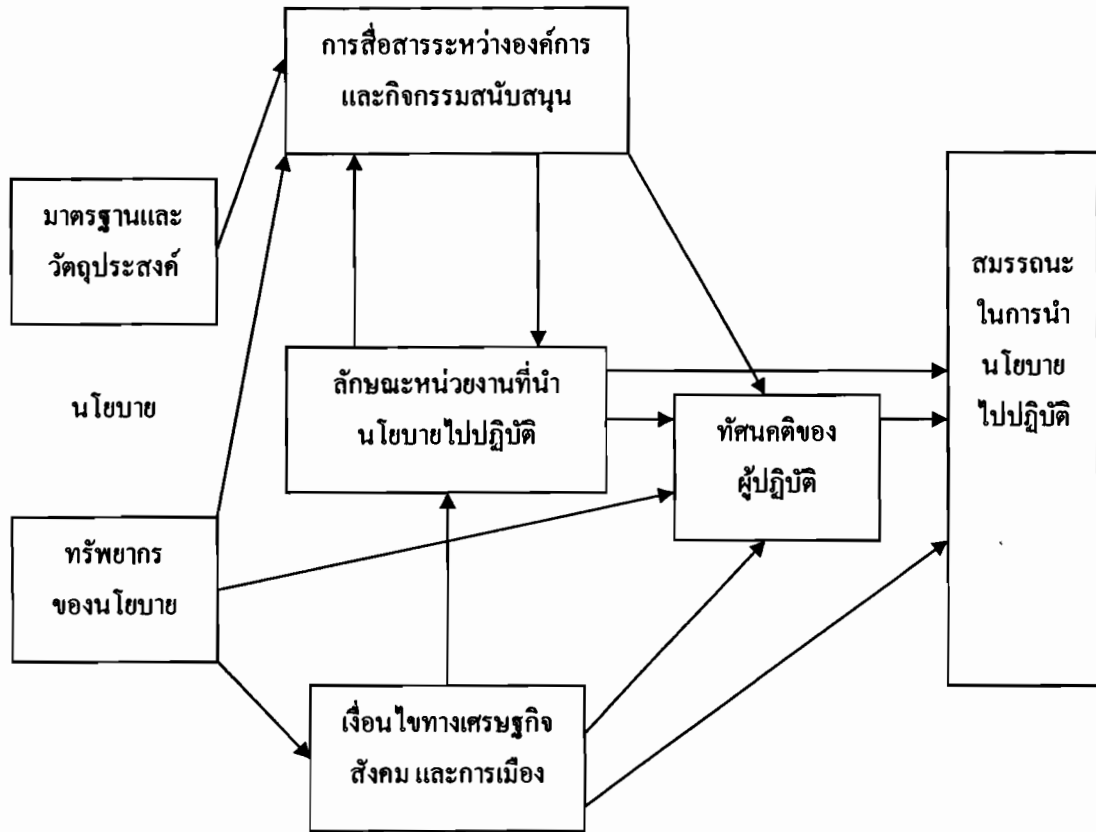 การสื่อสารระหว่างองค์การ
และกิจกรรมสนับสนุน
มาตรฐานและ
วัตถุประสงค์
นโยบาย
ลักษณะหน่วยงานที่นำ
นโยบายไปปฏิบัติ
ทัศนคติของ
ผู้ปฏิบัติ
สมรรถนะ
ในการนำ
นโยบาย
ไปปฏิบัติ
ทรัพยากร
ของนโยบาย
เงื่อนไขทางเศรษฐกิจ
สังคม และการเมือง